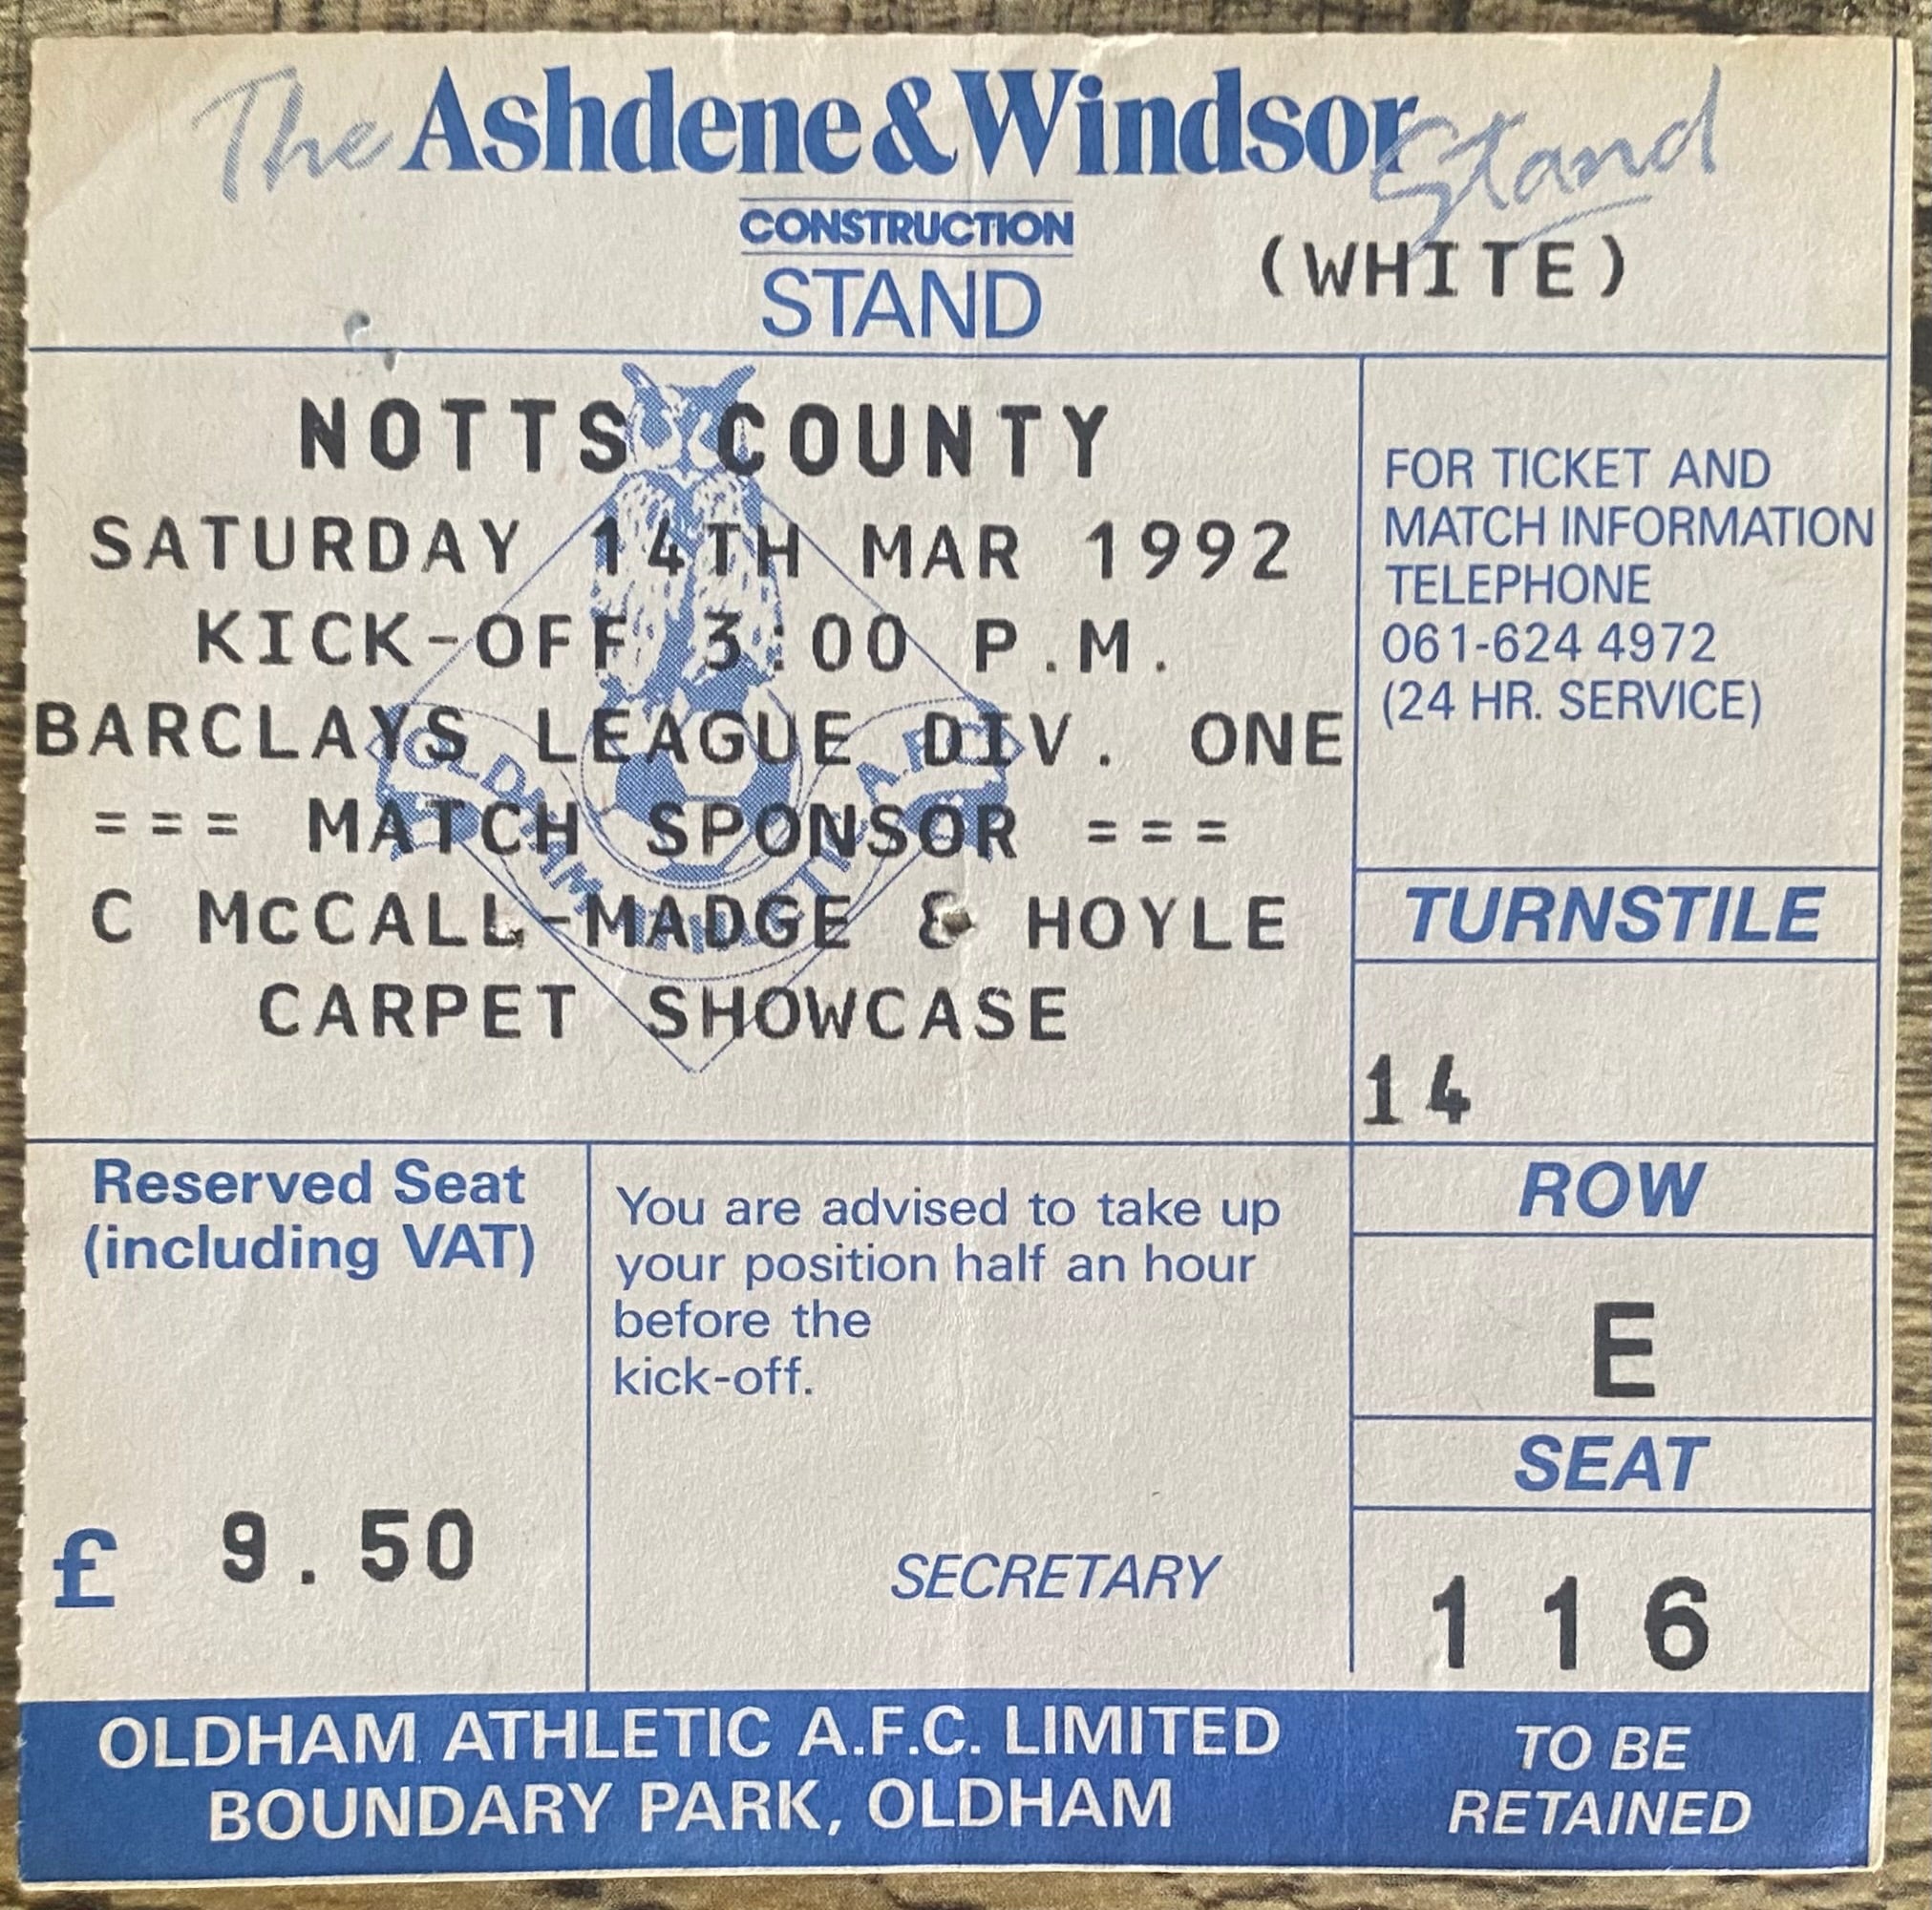 The Ashdene & Windsor Stand
CONSTRUCTION
STAND
(WHITE)
NOTTS COUNTY
SATURDAY 14TH MAR 1992
KICK-OFF 3:00 P.M.
BARCLAYS LEAGUE DIV. ONE
=== MATCH SPONSOR ===
C McCALL-MADGE & HOYLE
CARPET SHOWCASE
OLDHAM ATHLETIC A.F.C.
FOR TICKET AND
MATCH INFORMATION
TELEPHONE
061-624 4972
(24 HR. SERVICE)
TURNSTILE
14
Reserved Seat
(including VAT)
£ 9.50
You are advised to take up
your position half an hour
before the
kick-off.
SECRETARY
ROW
E
SEAT
116
OLDHAM ATHLETIC A.F.C. LIMITED
BOUNDARY PARK, OLDHAM
TO BE
RETAINED